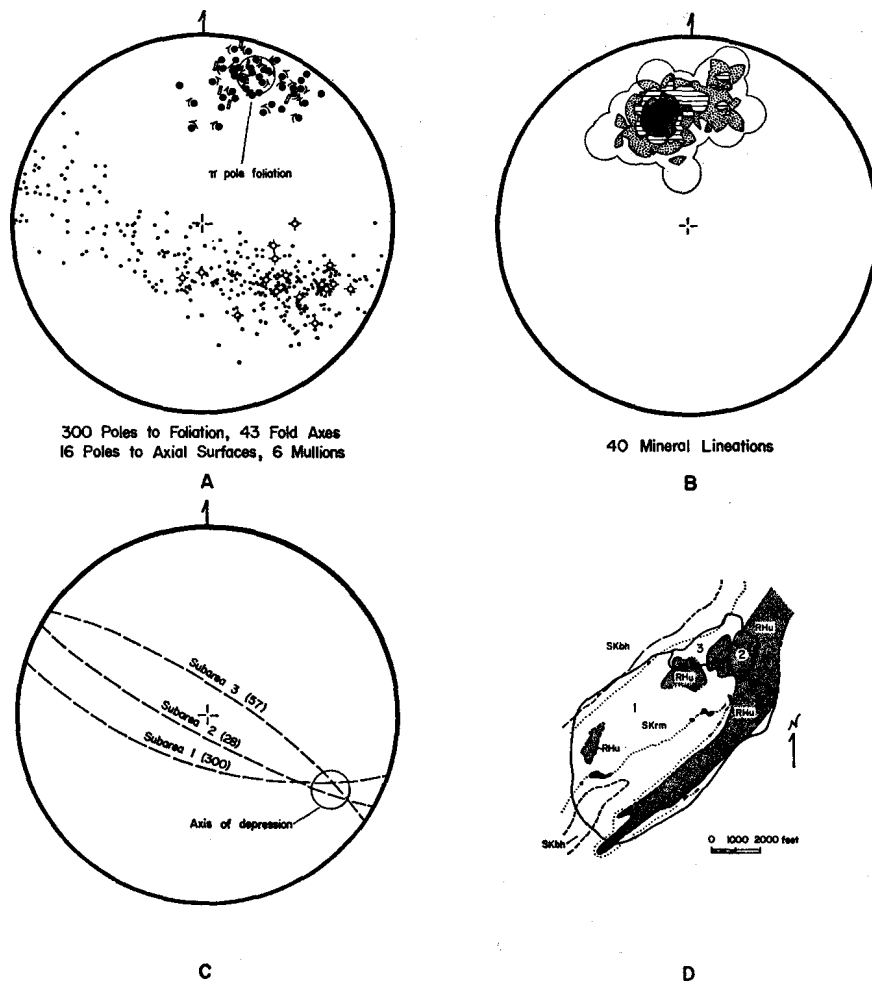 π pole foliation
300 Poles to Foliation, 43 Fold Axes
16 Poles to Axial Surfaces, 6 Mullions
A
40 Mineral Lineations
B
Subarea 3 (57)
Subarea 2 (28)
Subarea 1 (300)
Axis of depression
C
SKbh
RHu
3
2
RHu
1
RHu
SKrm
RHu
N
SKbh
0 1000 2000 feet
D